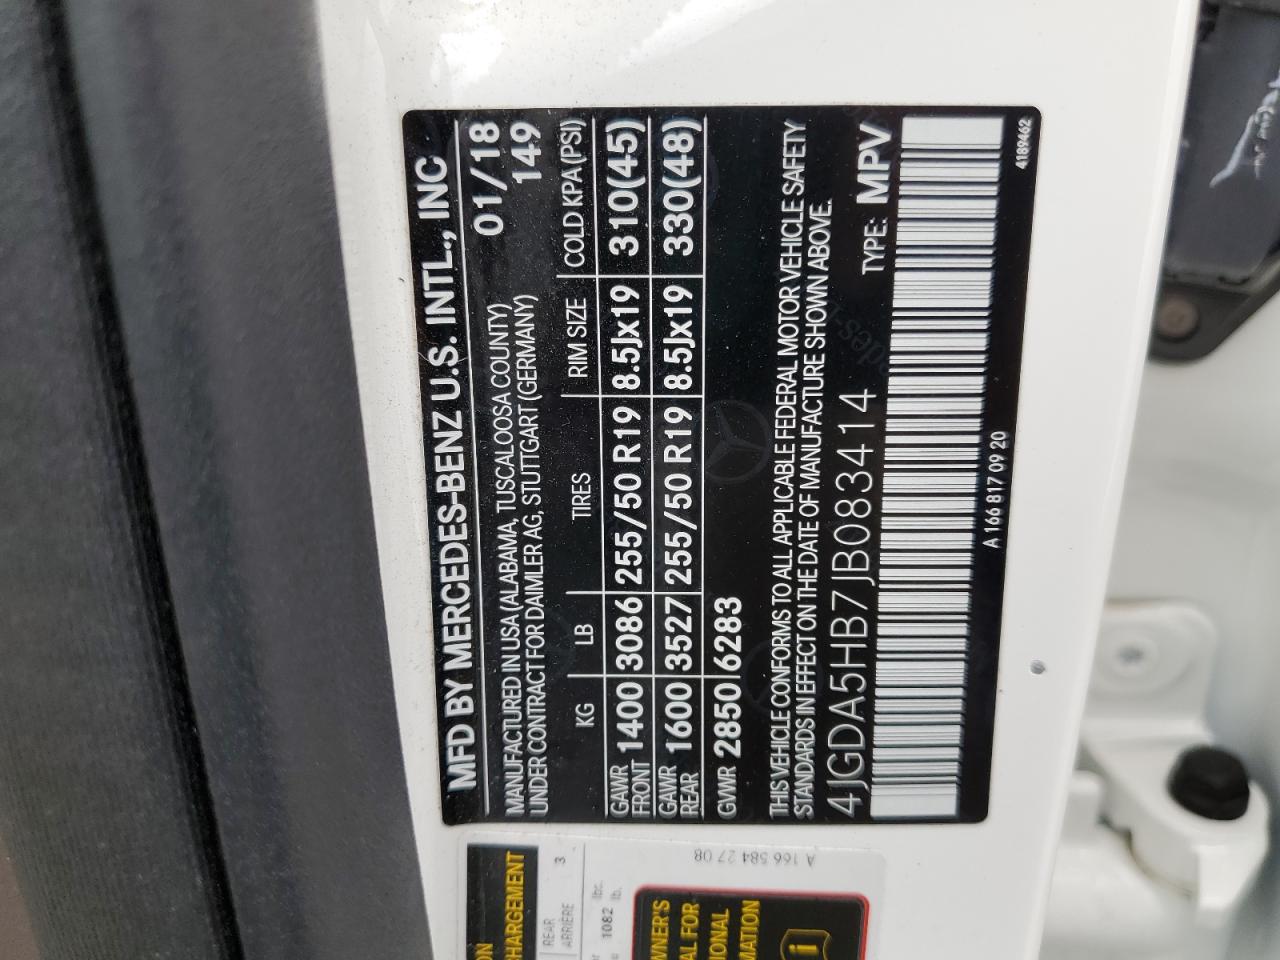 MFD BY MERCEDES-BENZ U.S. INTL., INC
01/18
MANUFACTURED IN USA (ALABAMA, TUSCALOOSA COUNTY)
UNDER CONTRACT FOR DAIMLER AG, STUTTGART (GERMANY)
149
KG LB TIRES RIM SIZE COLD KPA (PSI)
GAWR FRONT 1400 3086 255/50 R19 8.5Jx19 310(45)
GAWR REAR 1600 3527 255/50 R19 8.5Jx19 330(48)
GVWR 2850 6283
THIS VEHICLE CONFORMS TO ALL APPLICABLE FEDERAL MOTOR VEHICLE SAFETY
STANDARDS IN EFFECT ON THE DATE OF MANUFACTURE SHOWN ABOVE.
4JGDA5HB7JB083414 TYPE: MPV
A 166 817 09 20
4189462
HARGEMENT
REAR 3
ARRIÈRE
1082 lb.
A 166 584 27 08